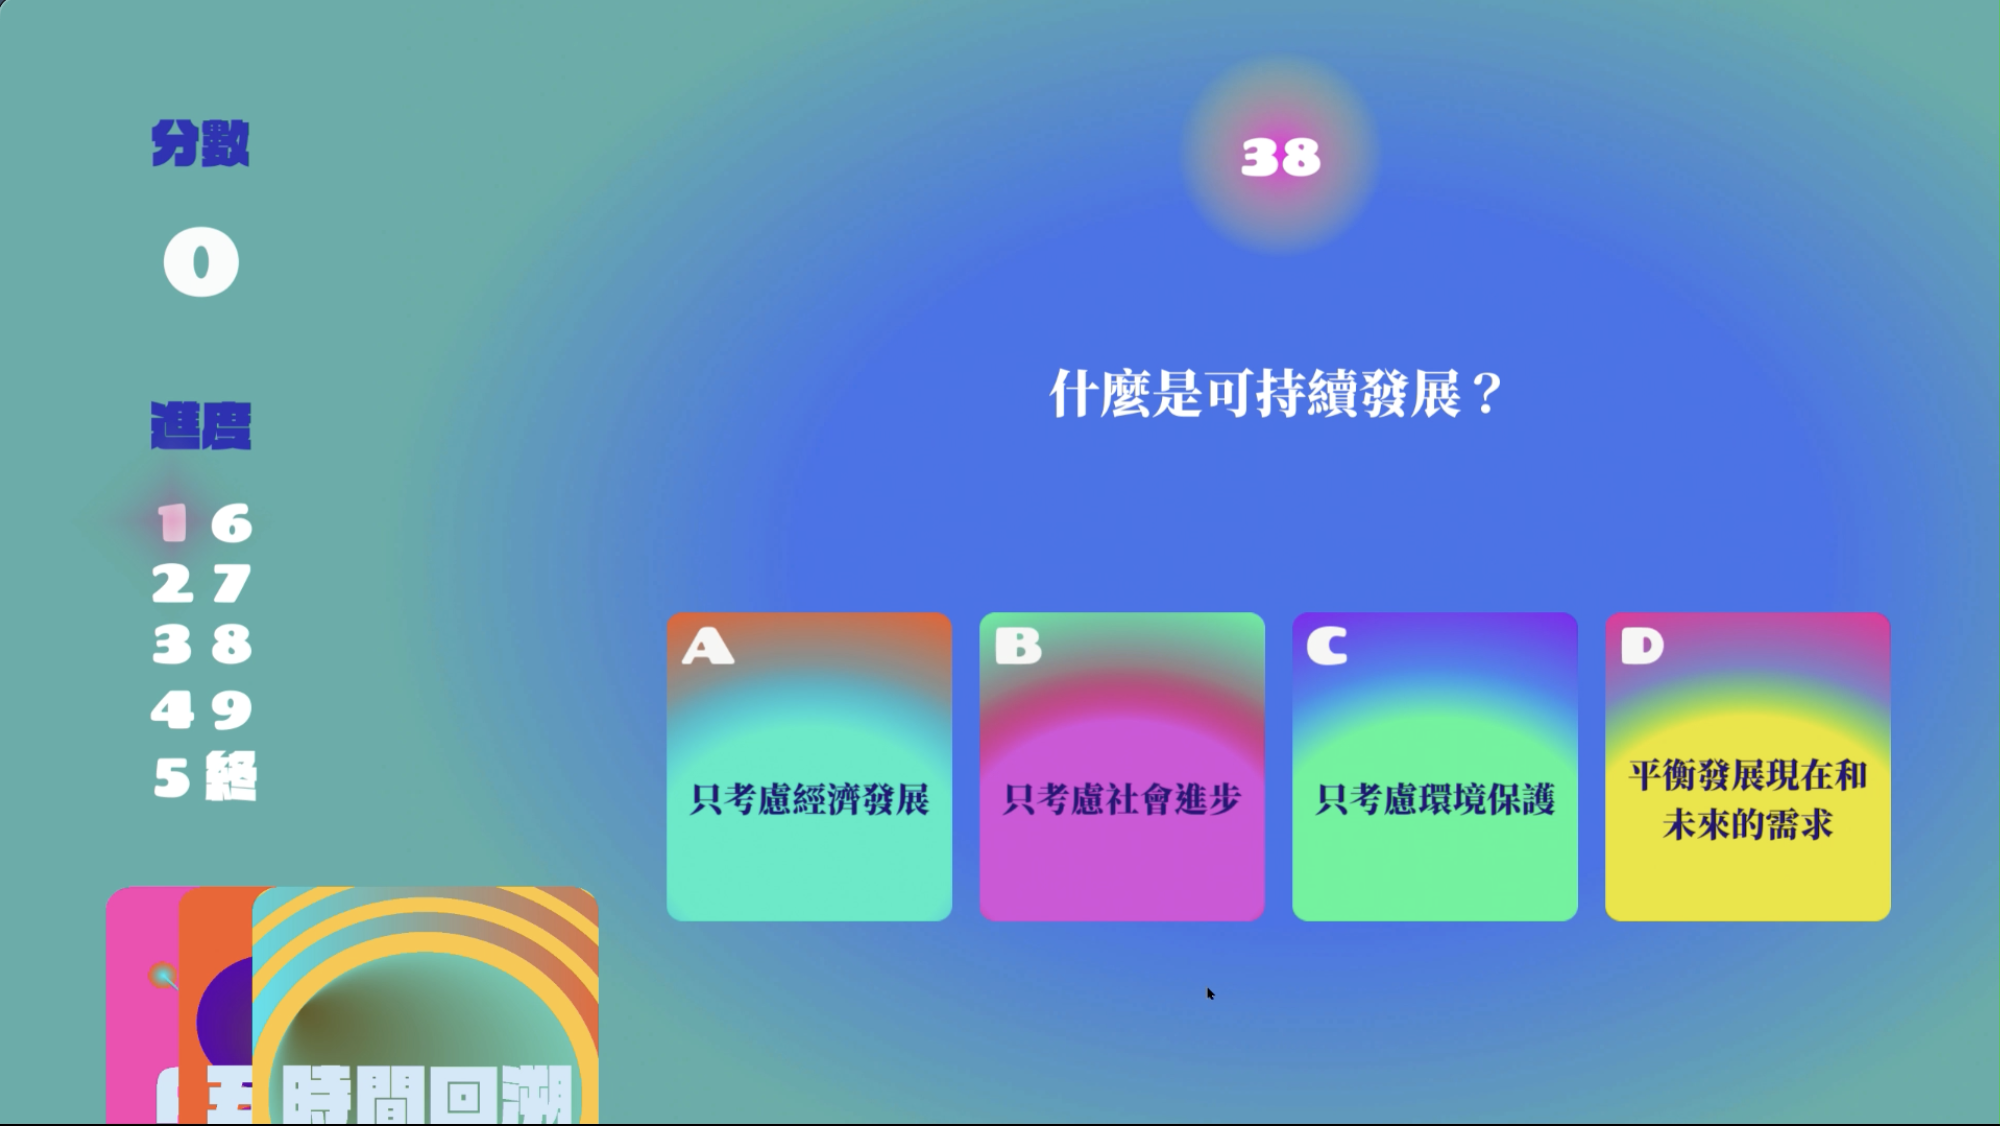 分數
0
進度
1 6
2 7
3 8
4 9
5 終
38
什麼是可持續發展？
A
只考慮經濟發展
B
只考慮社會進步
C
只考慮環境保護
D
平衡發展現在和
未來的需求
五
時間回溯